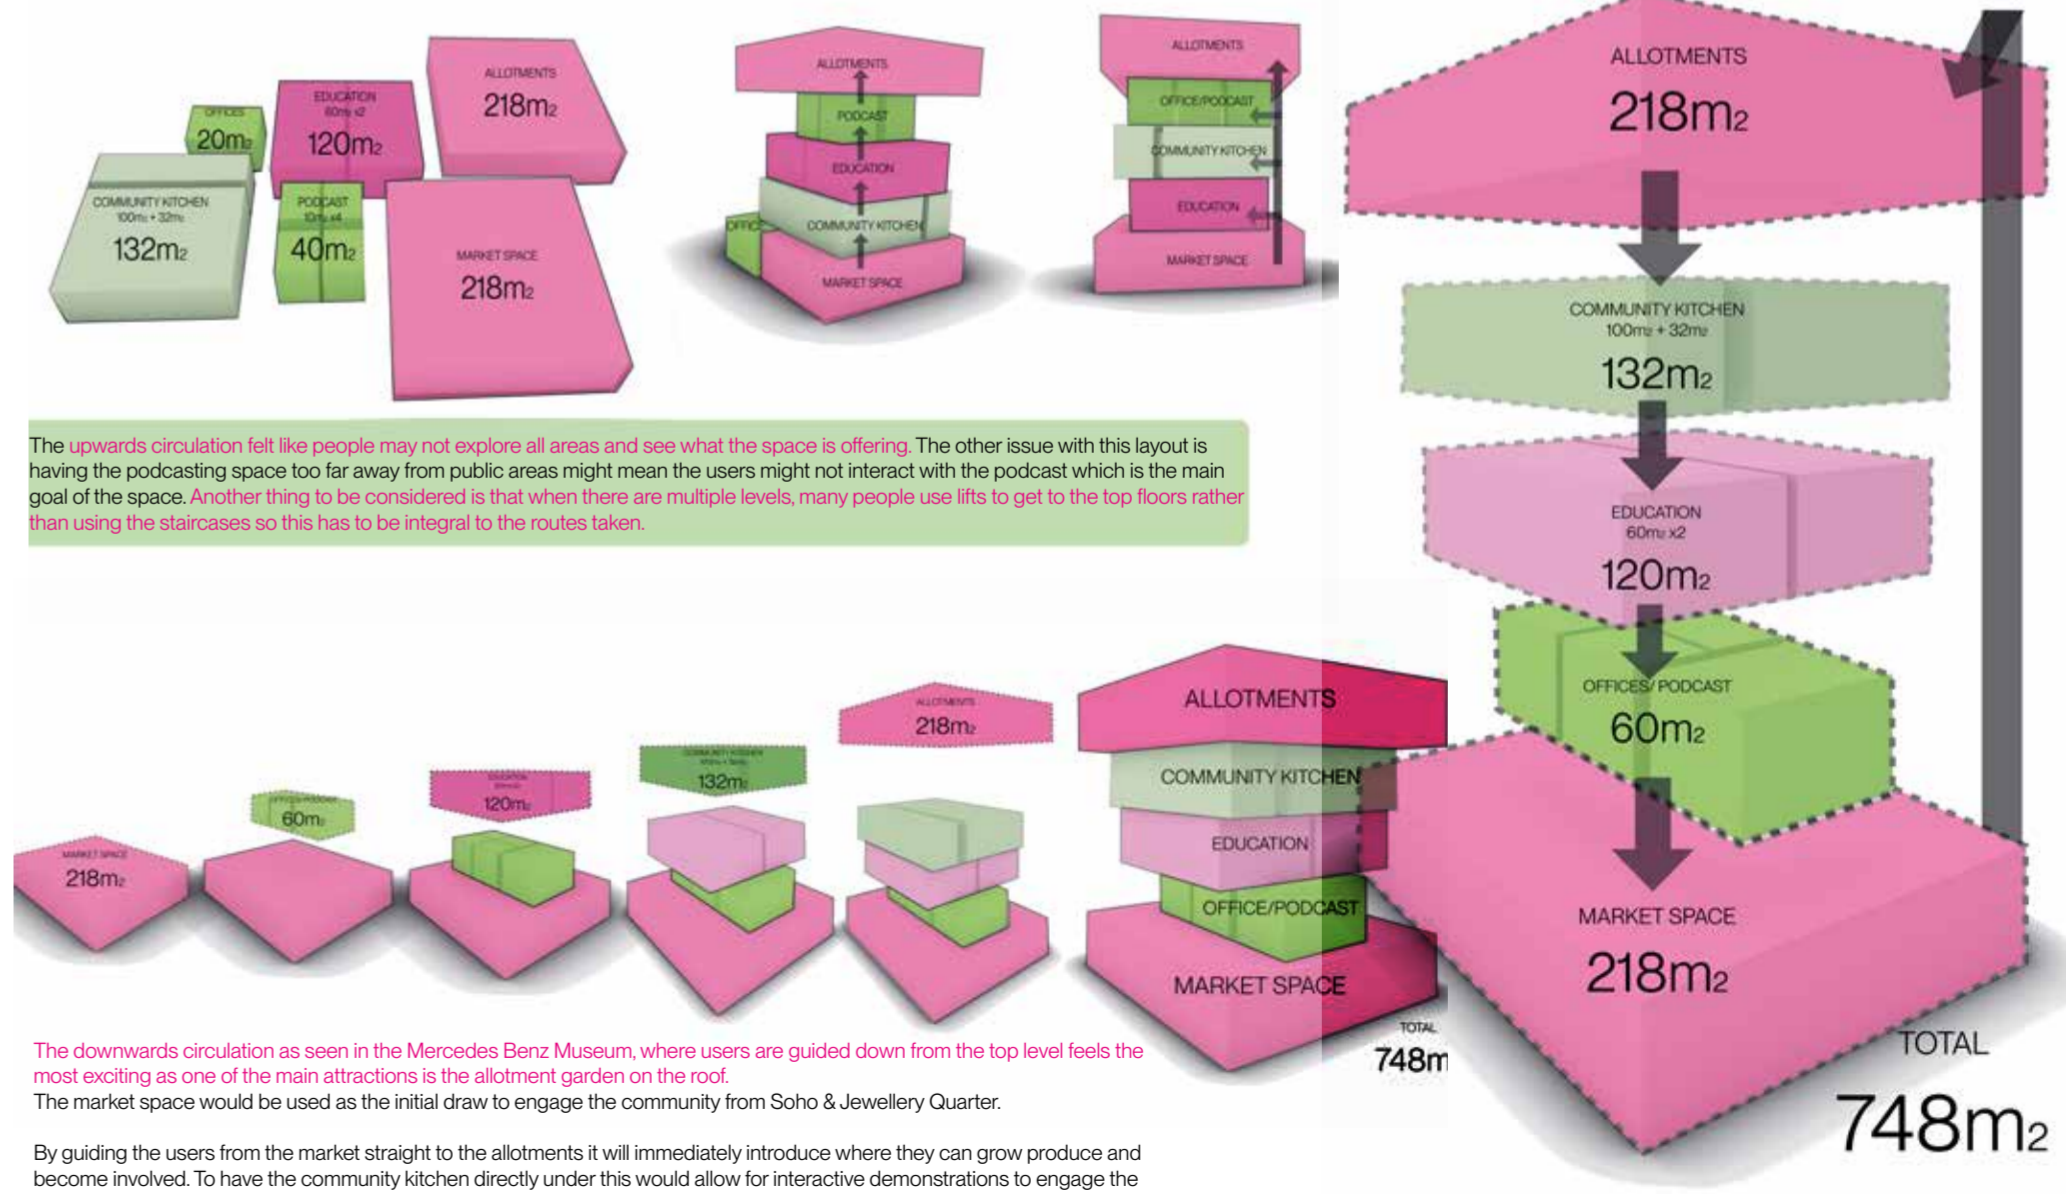 OFFICES
20m2
EDUCATION
60m2 x2
120m2
ALLOTMENTS
218m2
COMMUNITY KITCHEN
100m2 + 32m2
132m2
PODCAST
10m2 x4
40m2
MARKET SPACE
218m2
ALLOTMENTS
PODCAST
EDUCATION
OFFICE
COMMUNITY KITCHEN
MARKET SPACE
ALLOTMENTS
OFFICE/PODCAST
COMMUNITY KITCHEN
EDUCATION
MARKET SPACE
The upwards circulation felt like people may not explore all areas and see what the space is offering. The other issue with this layout is
having the podcasting space too far away from public areas might mean the users might not interact with the podcast which is the main
goal of the space. Another thing to be considered is that when there are multiple levels, many people use lifts to get to the top floors rather
than using the staircases so this has to be integral to the routes taken.
MARKET SPACE
218m2
OFFICES/PODCAST
60m2
EDUCATION
120m2
COMMUNITY KITCHEN
100m2 + 32m2
132m2
ALLOTMENTS
218m2
ALLOTMENTS
COMMUNITY KITCHEN
EDUCATION
OFFICE/PODCAST
MARKET SPACE
TOTAL
748m
The downwards circulation as seen in the Mercedes Benz Museum, where users are guided down from the top level feels the
most exciting as one of the main attractions is the allotment garden on the roof.
The market space would be used as the initial draw to engage the community from Soho & Jewellery Quarter.
By guiding the users from the market straight to the allotments it will immediately introduce where they can grow produce and
become involved. To have the community kitchen directly under this would allow for interactive demonstrations to engage the
ALLOTMENTS
218m2
COMMUNITY KITCHEN
100m2 + 32m2
132m2
EDUCATION
60m2 x2
120m2
OFFICES/ PODCAST
60m2
MARKET SPACE
218m2
TOTAL
748m2